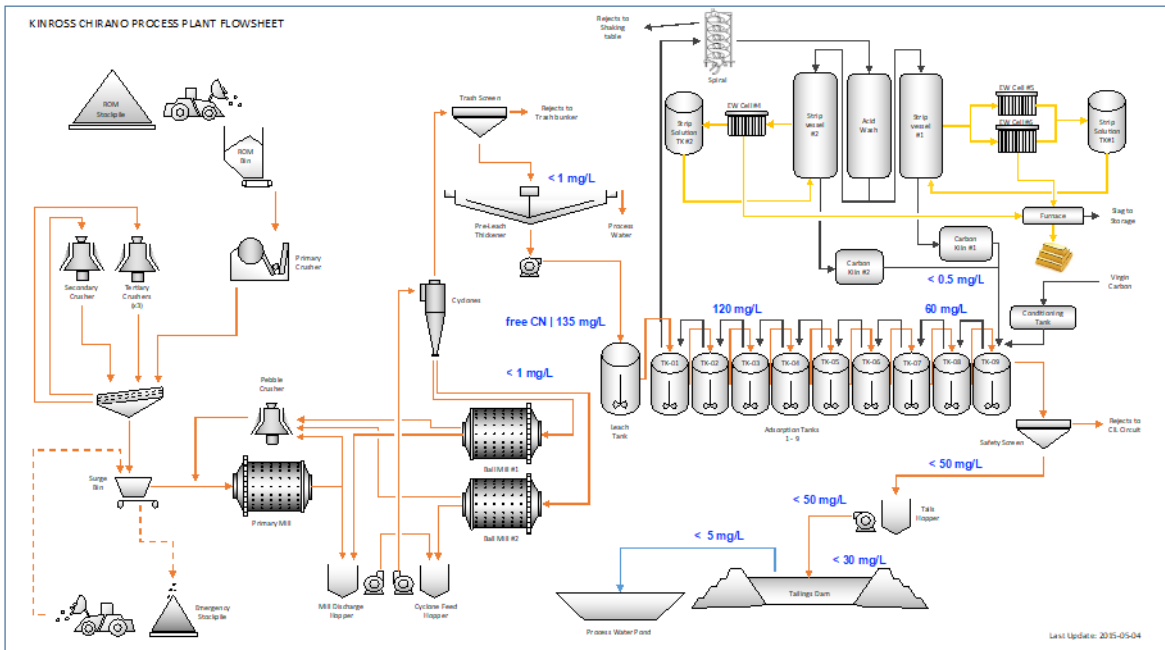 KINROSS CHIRANO PROCESS PLANT FLOWSHEET
ROM
Stockpile
ROM
Bin
Primary
Crusher
Secondary
Crusher
Tertiary
Crushers
(x3)
Surge
Bin
Emergency
Stockpile
Pebble
Crusher
Primary Mill
Mill Discharge
Hopper
Cyclone Feed
Hopper
Ball Mill #1
Ball Mill #2
Cyclones
< 1 mg/L
Trash Screen
Rejects to
Trash bunker
< 1 mg/L
Pre-Leach
Thickener
Process
Water
free CN | 135 mg/L
Leach
Tank
Rejects to
Shaking
table
Spiral
Strip
Solution
TK #2
EW Cell #4
Strip
vessel
#2
Acid
Wash
Strip
vessel
#1
EW Cell #5
EW Cell #6
Strip
Solution
TK #1
Furnace
Slag to
Storage
Carbon
Kiln #1
Carbon
Kiln #2
< 0.5 mg/L
Virgin
Carbon
Conditioning
Tank
120 mg/L
60 mg/L
TK-01
TK-02
TK-03
TK-04
TK-05
TK-06
TK-07
TK-08
TK-09
Adsorption Tanks
1 - 9
Safety Screen
Rejects to
CIL Circuit
< 50 mg/L
Tails
Hopper
< 50 mg/L
< 30 mg/L
Tailings Dam
< 5 mg/L
Process Water Pond
Last Update: 2015-05-04